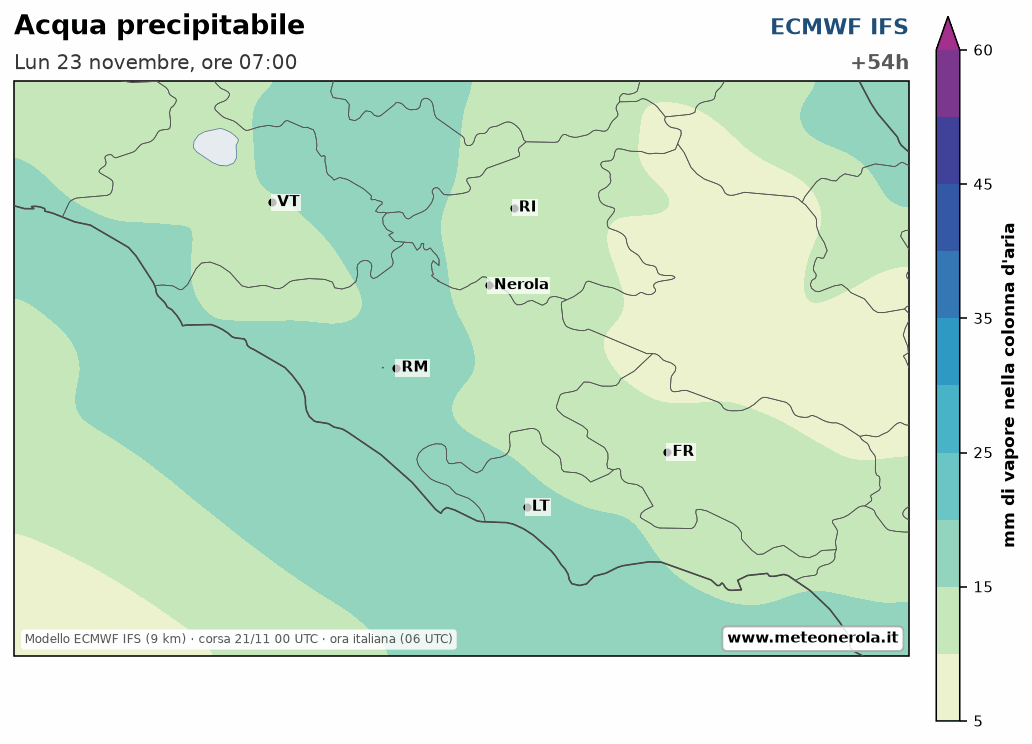 Acqua precipitabile
ECMWF IFS
Lun 23 novembre, ore 07:00
+54h
60
45
35
25
15
5
mm di vapore nella colonna d'aria
VT
RI
Nerola
RM
FR
LT
Modello ECMWF IFS (9 km) · corsa 21/11 00 UTC · ora italiana (06 UTC)
www.meteonerola.it